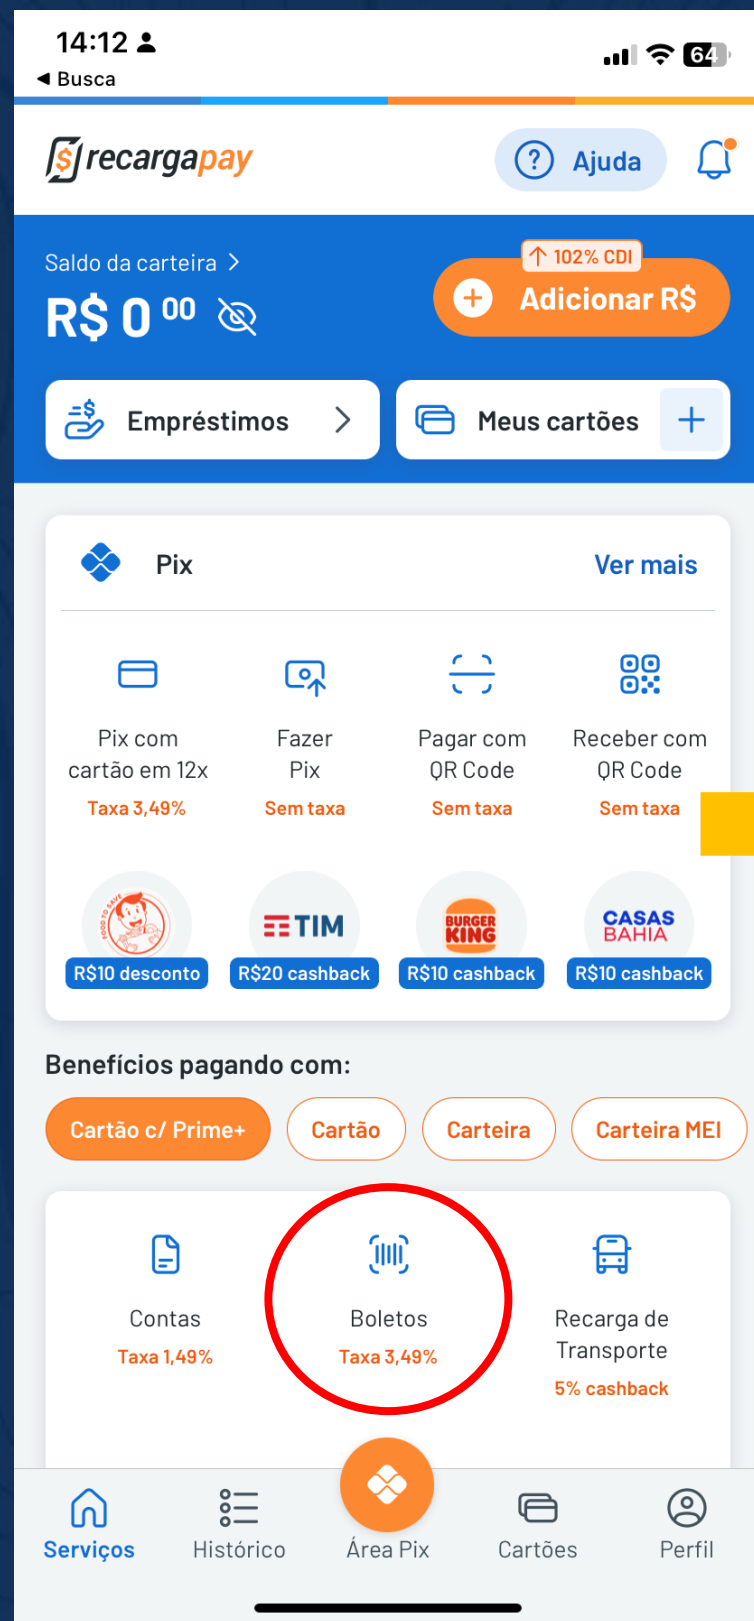 14:12
64
Busca
recargapay
Ajuda
Saldo da carteira
102% CDI
R$ 0 00
Adicionar R$
Empréstimos
Meus cartões
Pix
Ver mais
Pix com
cartão em 12x
Taxa 3,49%
Fazer
Pix
Sem taxa
Pagar com
QR Code
Sem taxa
Receber com
QR Code
Sem taxa
FOOD TO SAVE
R$10 desconto
TIM
R$20 cashback
BURGER
KING
R$10 cashback
CASAS
BAHIA
R$10 cashback
Benefícios pagando com:
Cartão c/ Prime+
Cartão
Carteira
Carteira MEI
Contas
Taxa 1,49%
Boletos
Taxa 3,49%
Recarga de
Transporte
5% cashback
Serviços
Histórico
Área Pix
Cartões
Perfil